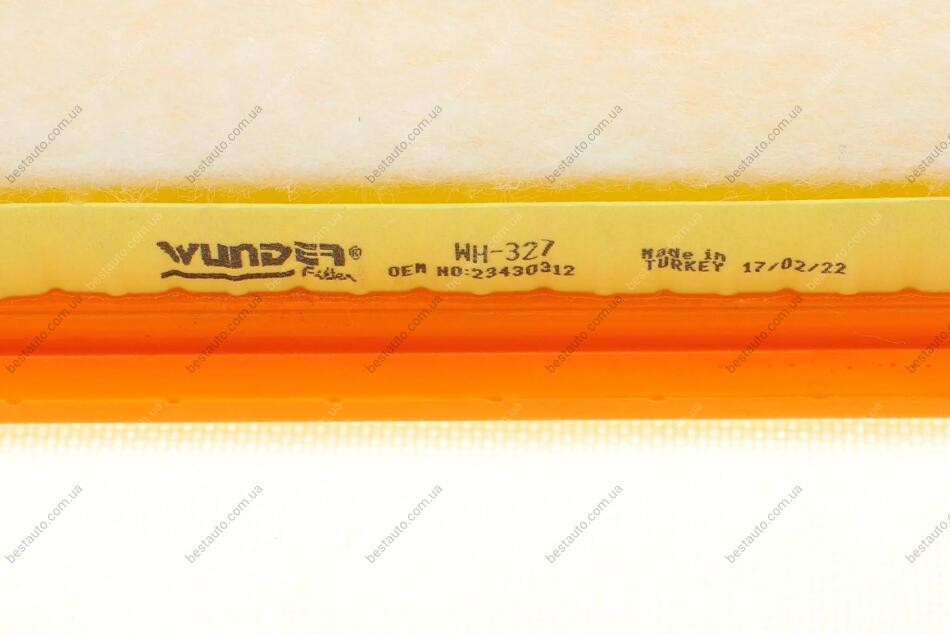 WUNDER® WH-327 Made in
Filter OEM NO:23430312 TURKEY 17/02/22
bestauto.com.ua